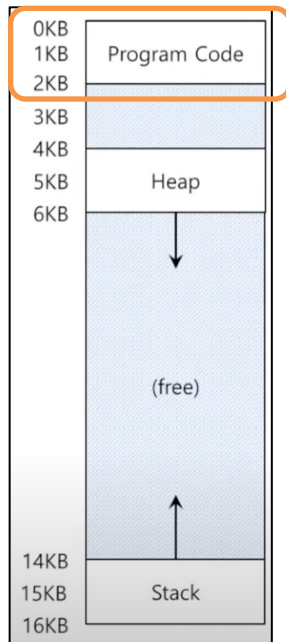 0KB
1KB Program Code
2KB
3KB
4KB
5KB Heap
6KB
(free)
14KB
15KB Stack
16KB